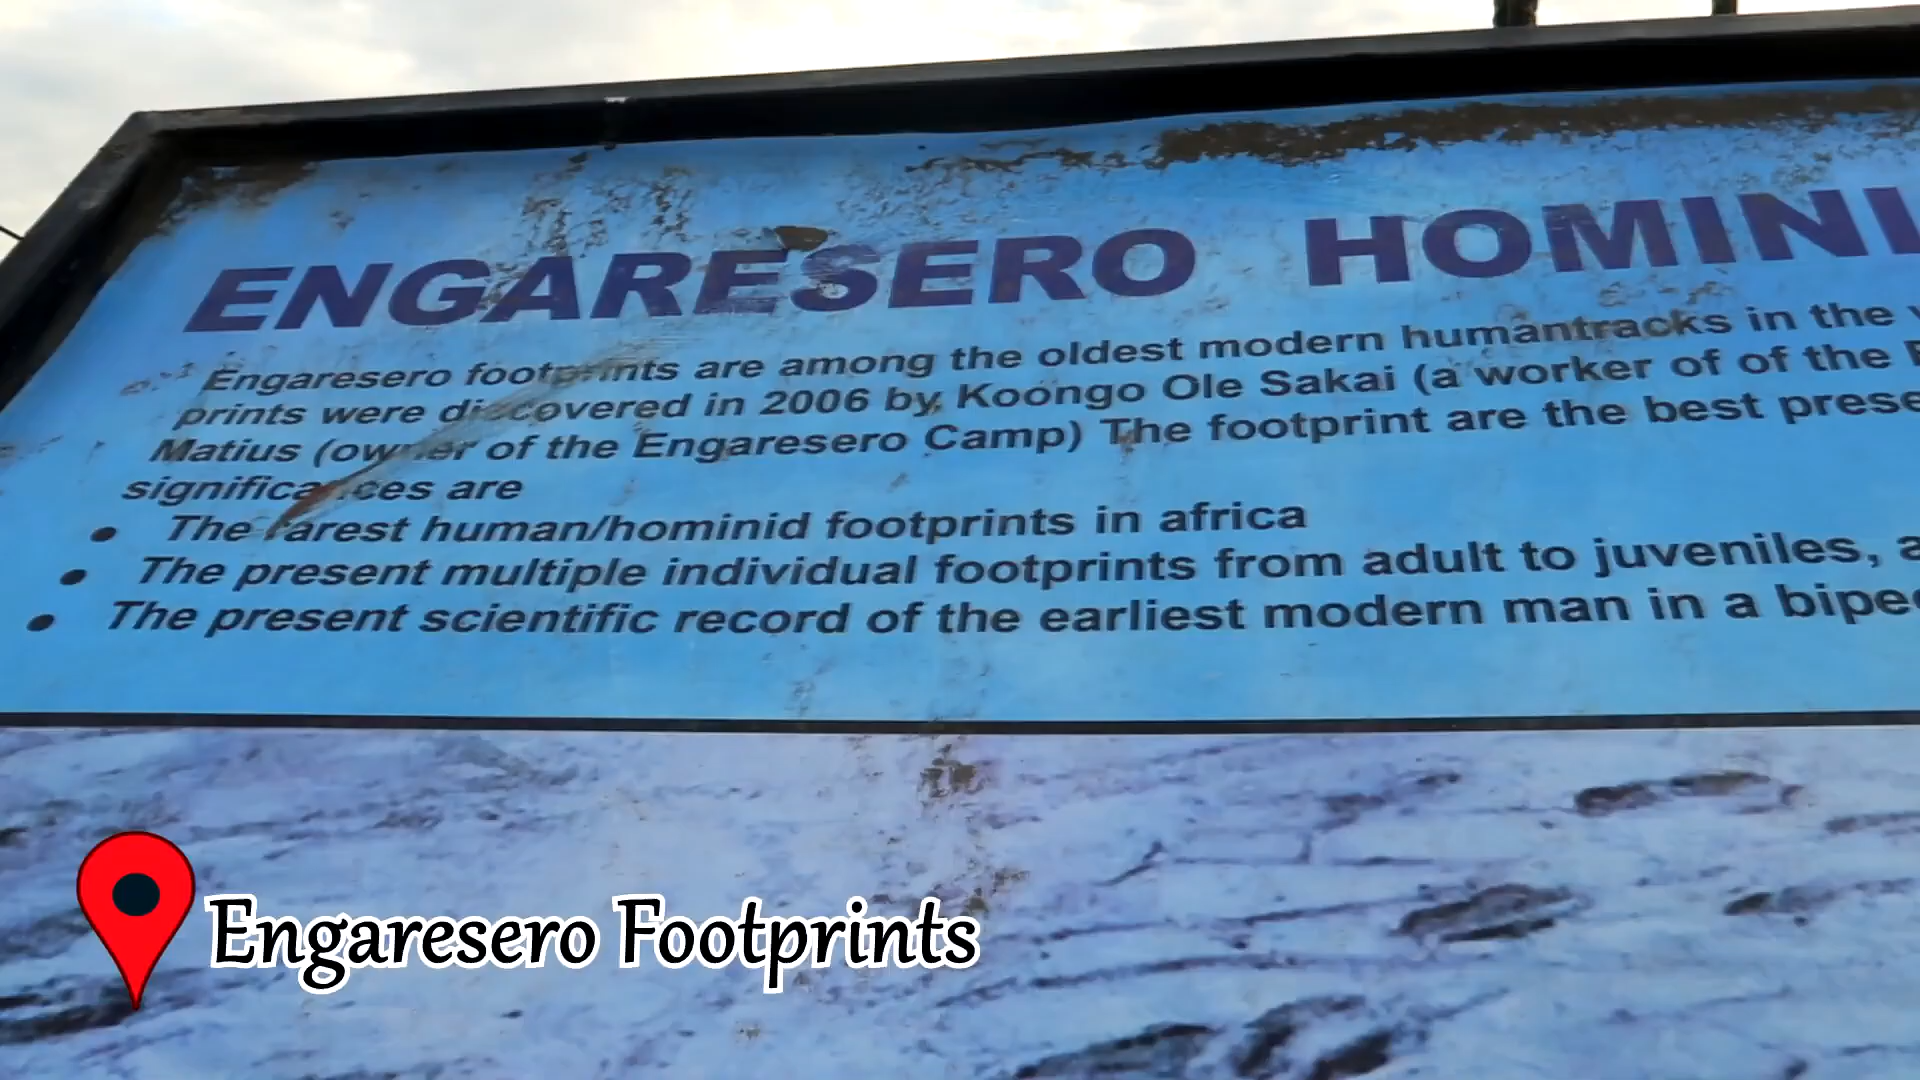 ENGARESERO HOMINI
Engaresero footprints are among the oldest modern humantracks in the
prints were discovered in 2006 by Koongo Ole Sakai (a worker of of the
Matius (owner of the Engaresero Camp) The footprint are the best prese
significances are
• The rarest human/hominid footprints in africa
• The present multiple individual footprints from adult to juveniles, a
• The present scientific record of the earliest modern man in a bipe
Engaresero Footprints